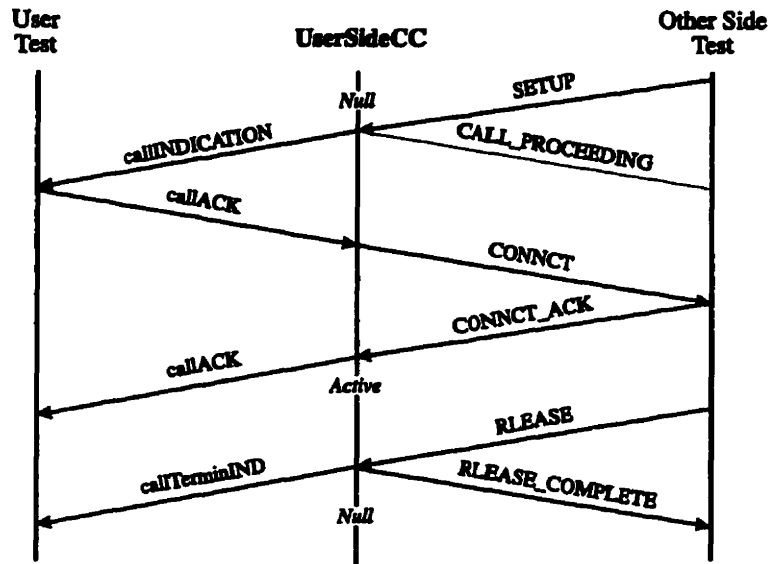 User
Test
UserSideCC
Other Side
Test
Null
SETUP
callINDICATION
CALL_PROCEEDING
callACK
CONNCT
CONNCT_ACK
callACK
Active
RLEASE
callTerminIND
RLEASE_COMPLETE
Null